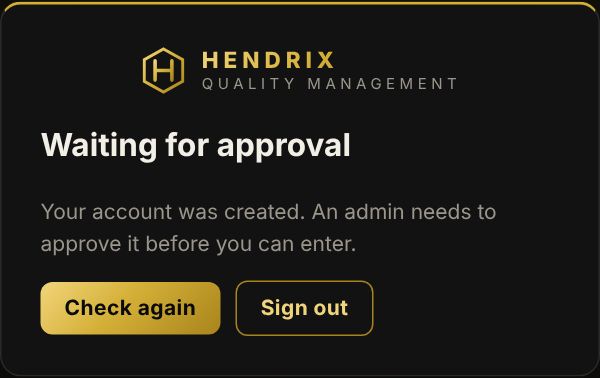 HENDRIX
QUALITY MANAGEMENT
Waiting for approval
Your account was created. An admin needs to
approve it before you can enter.
Check again
Sign out